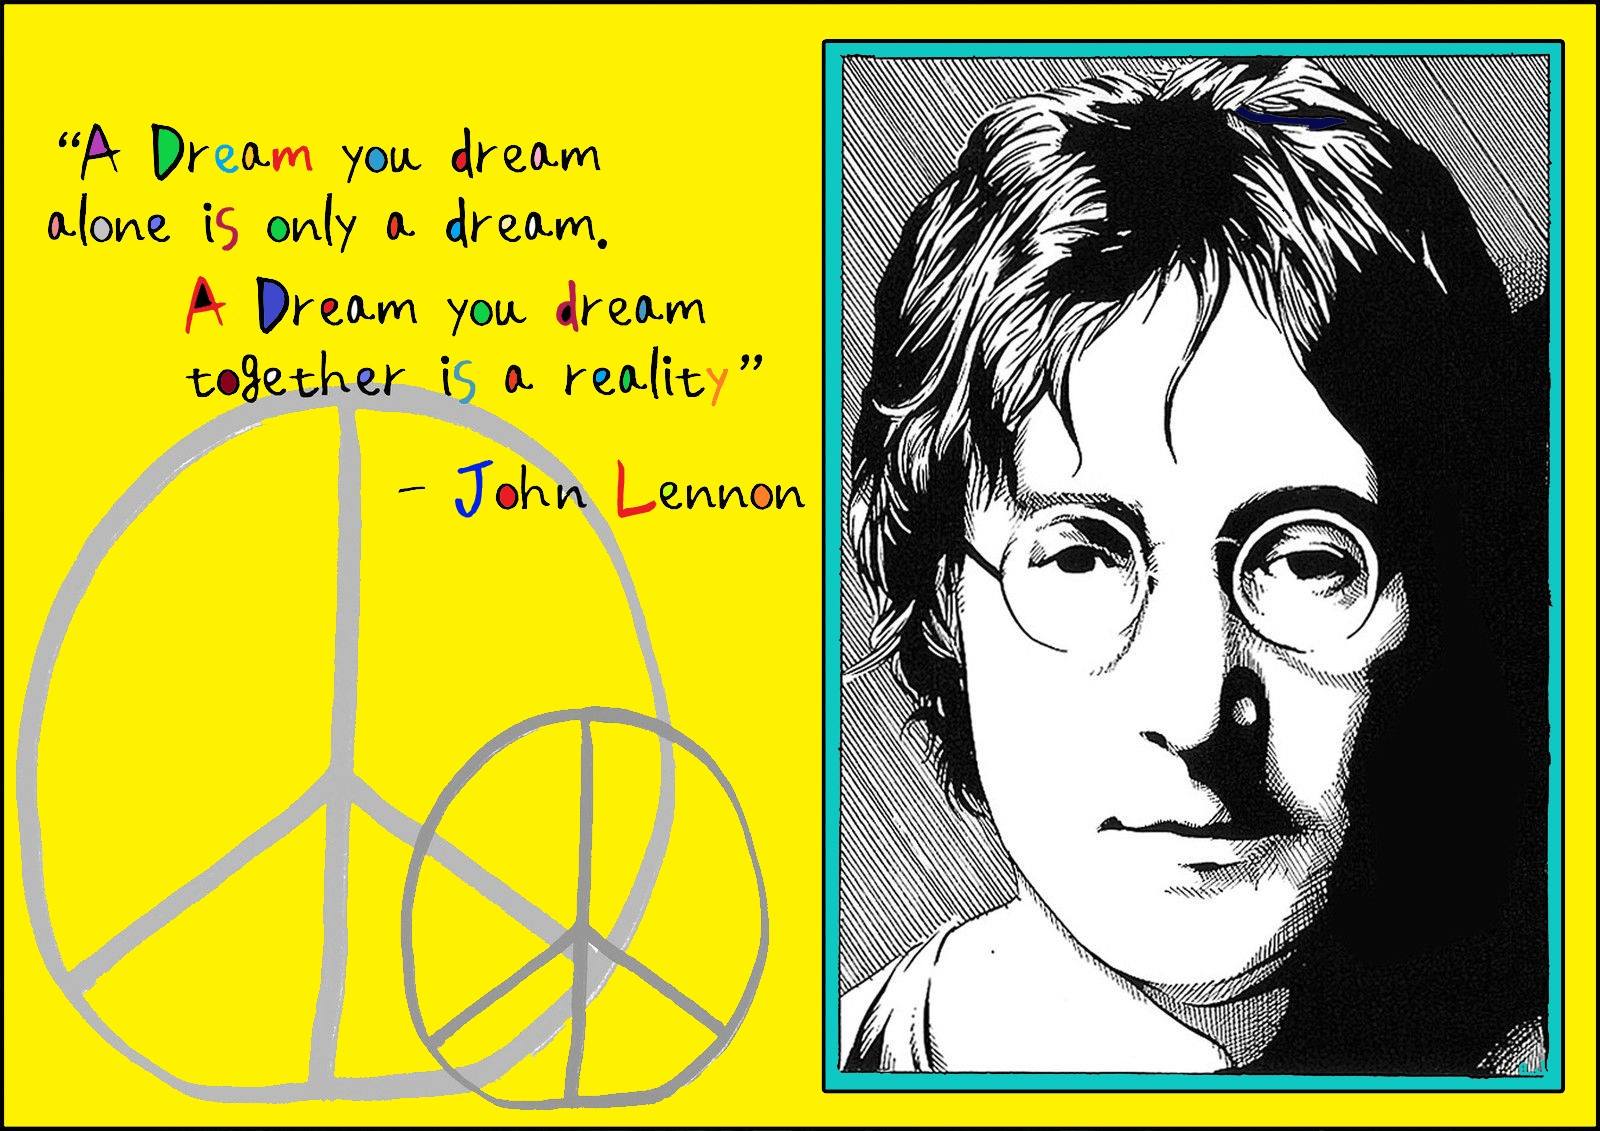 “A Dream you dream
alone is only a dream.
A Dream you dream
together is a reality”
- John Lennon